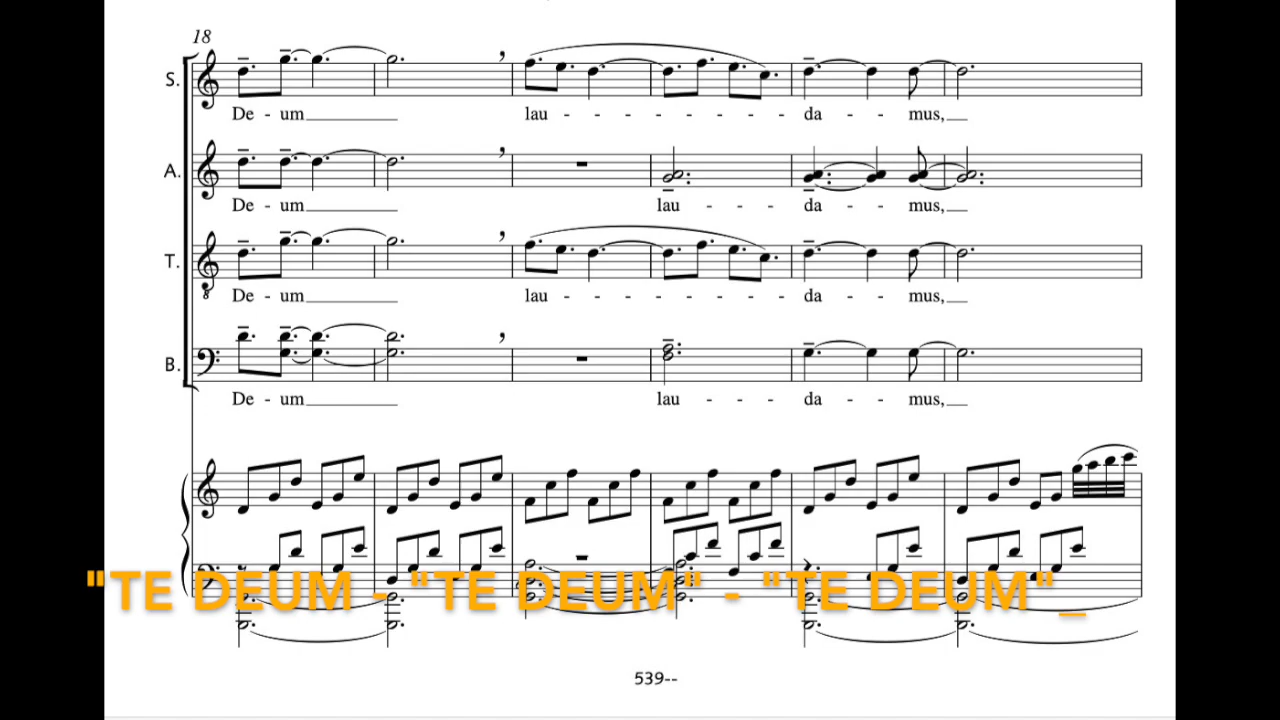 18
S.
De - um
lau - - - - - - - - da - - mus,
A.
De - um
lau - - - da - - mus,
T.
De - um
lau - - - - - - - - da - - mus,
B.
De - um
lau - - - da - - mus,
"TE DEUM - "TE DEUM" - "TE DEUM"_
539--